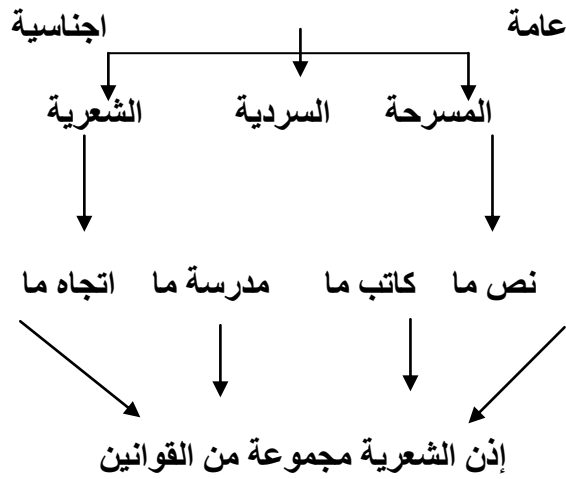 عامة اجناسية
المسرحة السردية الشعرية
نص ما كاتب ما مدرسة ما اتجاه ما
إذن الشعرية مجموعة من القوانين